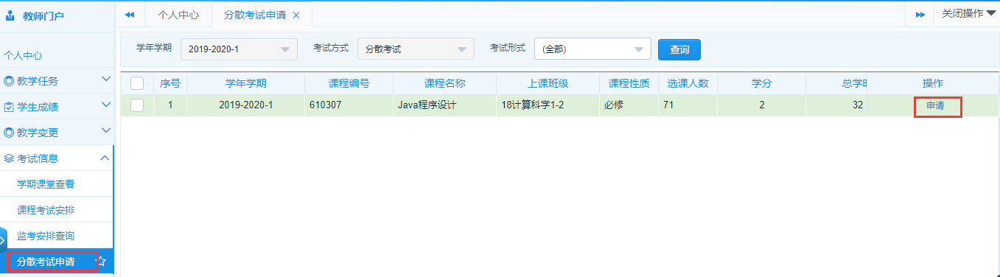 教师门户
个人中心
分散考试申请 ×
关闭操作
个人中心
教学任务
学生成绩
教学变更
考试信息
学期课堂查看
课程考试安排
监考安排查询
分散考试申请
学年学期 2019-2020-1 考试方式 分散考试 考试形式 (全部) 查询
序号 学年学期 课程编号 课程名称 上课班级 课程性质 选课人数 学分 总学时 操作
1 2019-2020-1 610307 Java程序设计 18计算科学1-2 必修 71 2 32 申请